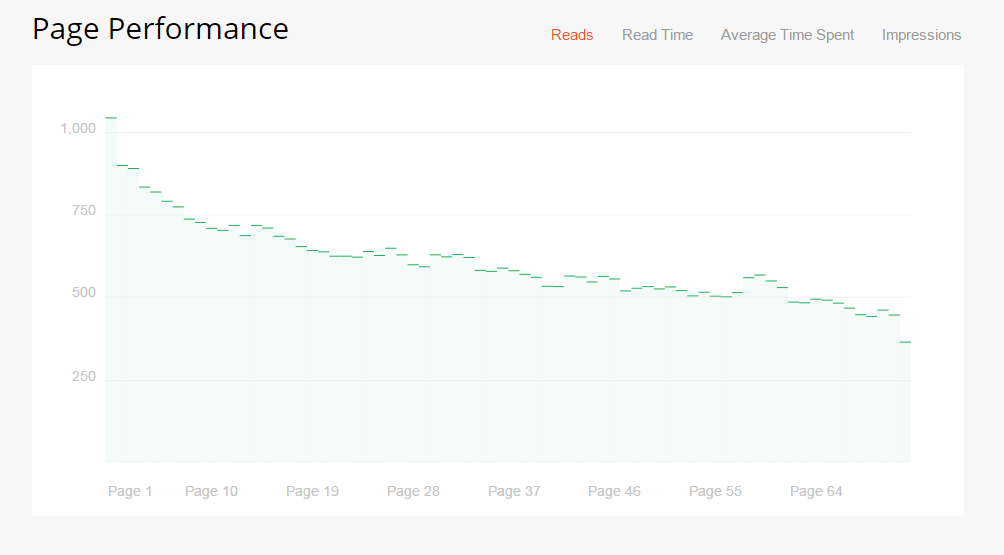 Page Performance
Reads Read Time Average Time Spent Impressions
1,000
750
500
250
Page 1 Page 10 Page 19 Page 28 Page 37 Page 46 Page 55 Page 64